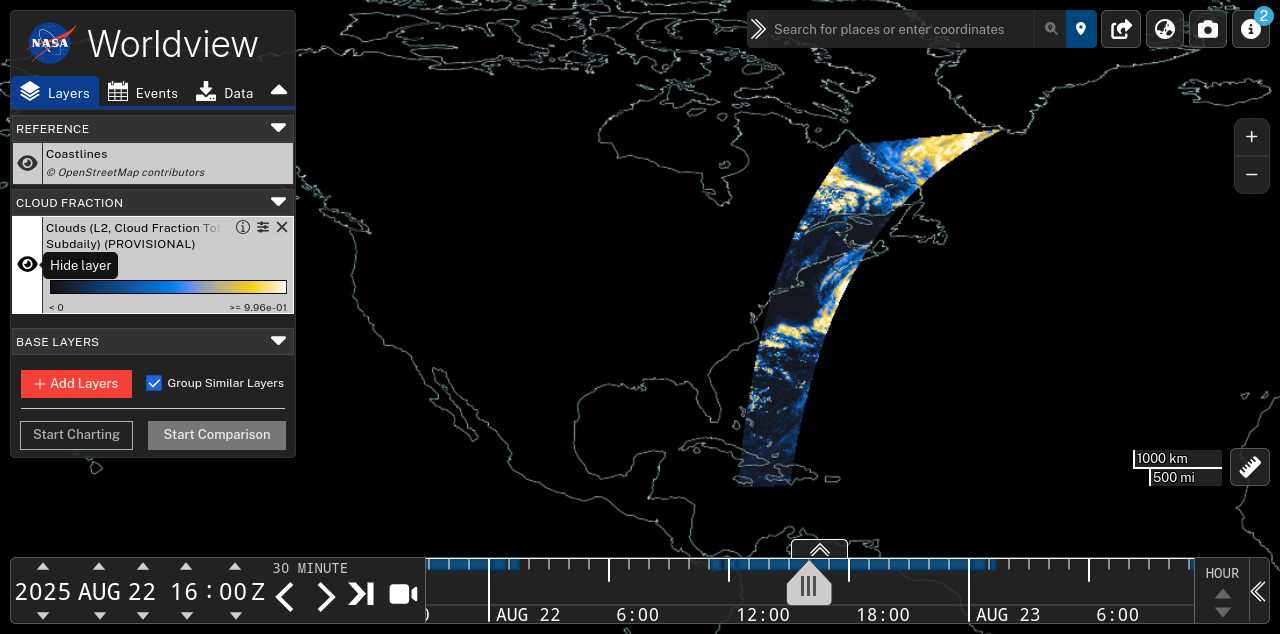 NASA
Worldview
Layers
Events
Data
REFERENCE
Coastlines
© OpenStreetMap contributors
CLOUD FRACTION
Clouds (L2, Cloud Fraction Tot
Subdaily) (PROVISIONAL)
Hide layer
< 0
>= 9.96e-01
BASE LAYERS
+ Add Layers
Group Similar Layers
Start Charting
Start Comparison
Search for places or enter coordinates
2
+
−
1000 km
500 mi
2025 AUG 22 16 : 00 Z
30 MINUTE
AUG 22
6:00
12:00
18:00
AUG 23
6:00
HOUR